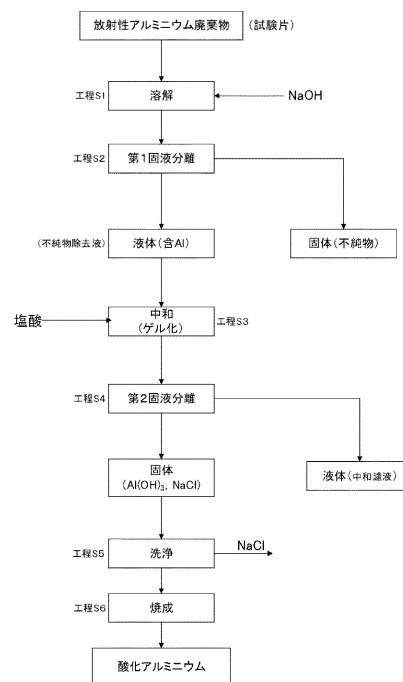 放射性アルミニウム廃棄物 (試験片)
工程S1 溶解 NaOH
工程S2 第1固液分離
(不純物除去液) 液体(含Al) 固体(不純物)
塩酸 中和 工程S3
(ゲル化)
工程S4 第2固液分離
固体 液体(中和濾液)
(Al(OH)₃, NaCl)
工程S5 洗浄 NaCl
工程S6 焼成
酸化アルミニウム